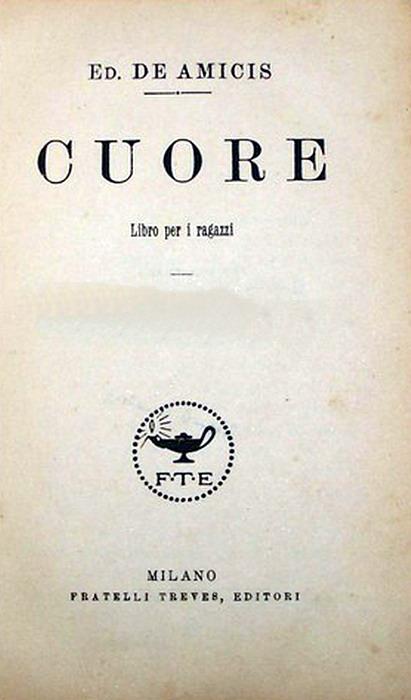 ED. DE AMICIS
CUORE
Libro per i ragazzi
F·T·E
MILANO
FRATELLI TREVES, EDITORI